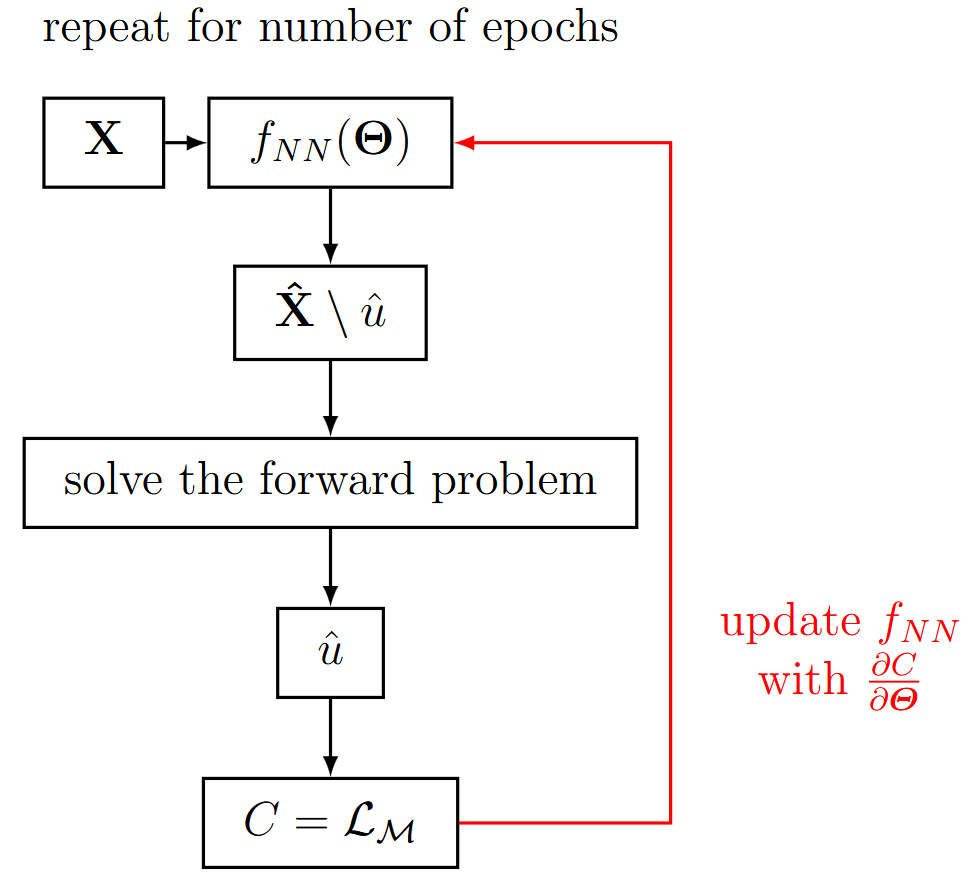 repeat for number of epochs
X
f_{NN}(Θ)
X̂ \ û
solve the forward problem
û
C = ℒ_ℳ
update f_{NN}
with ∂C/∂Θ